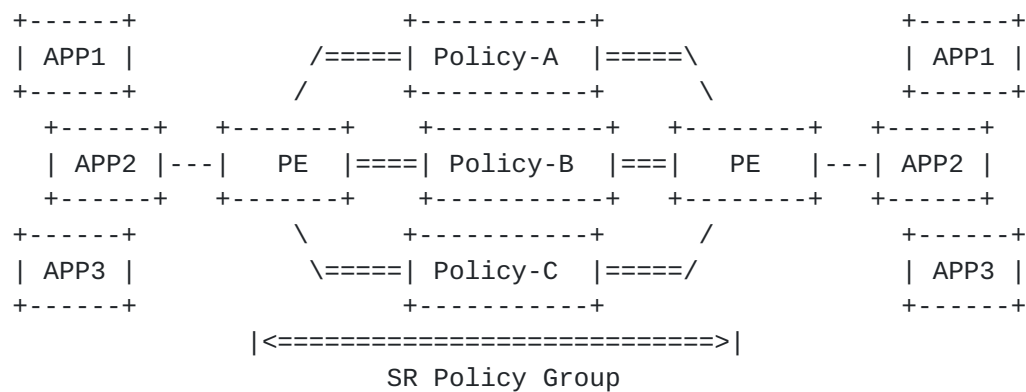 APP1 Policy-A APP1
APP2 PE Policy-B PE APP2
APP3 Policy-C APP3
SR Policy Group